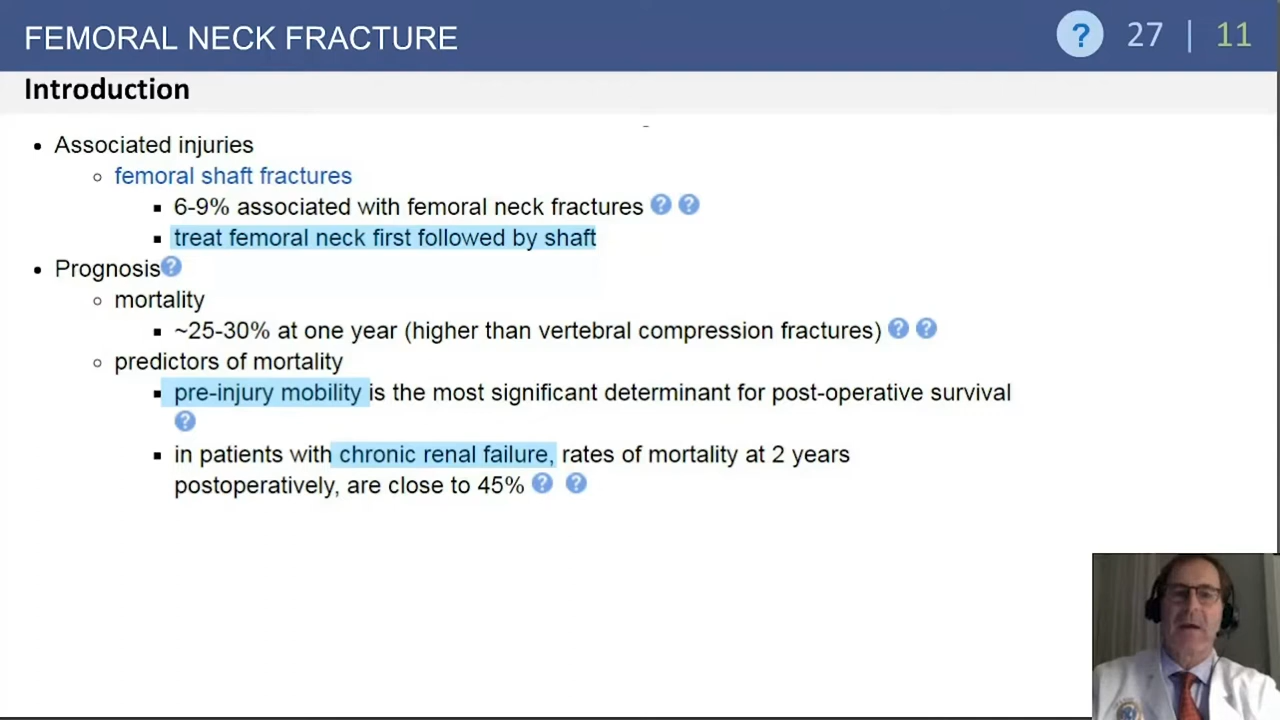 FEMORAL NECK FRACTURE
? 27 | 11
Introduction
• Associated injuries
○ femoral shaft fractures
▪ 6-9% associated with femoral neck fractures ? ?
▪ treat femoral neck first followed by shaft
• Prognosis ?
○ mortality
▪ ~25-30% at one year (higher than vertebral compression fractures) ? ?
○ predictors of mortality
▪ pre-injury mobility is the most significant determinant for post-operative survival
?
▪ in patients with chronic renal failure, rates of mortality at 2 years
postoperatively, are close to 45% ? ?